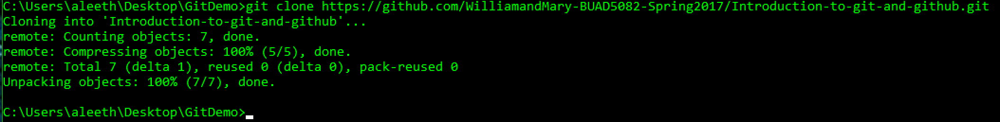 C:\Users\aleeth\Desktop\GitDemo>git clone https://github.com/WilliamandMary-BUAD5082-Spring2017/Introduction-to-git-and-github.git
Cloning into 'Introduction-to-git-and-github'...
remote: Counting objects: 7, done.
remote: Compressing objects: 100% (5/5), done.
remote: Total 7 (delta 1), reused 0 (delta 0), pack-reused 0
Unpacking objects: 100% (7/7), done.
C:\Users\aleeth\Desktop\GitDemo>